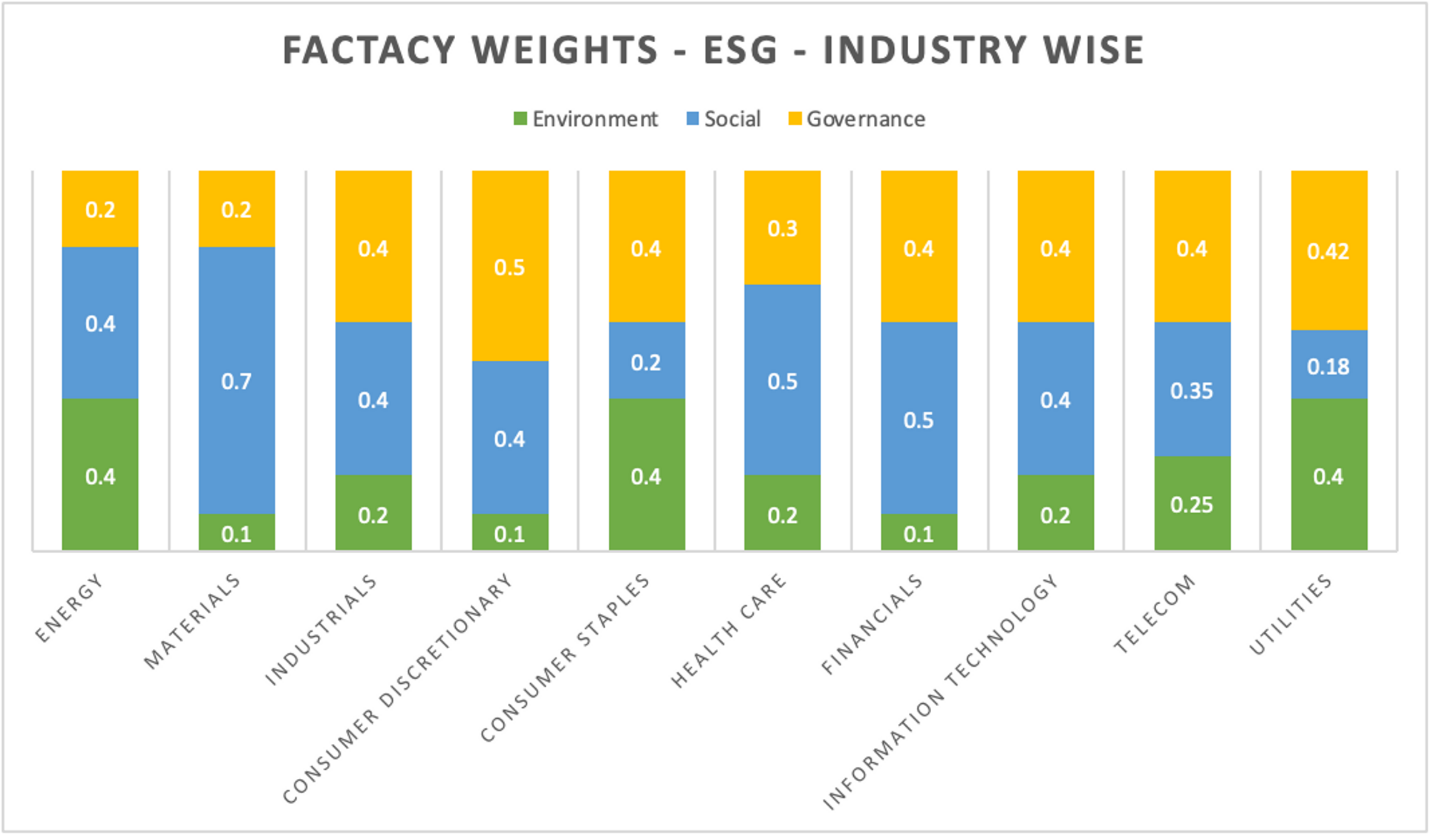 FACTACY WEIGHTS - ESG - INDUSTRY WISE
Environment Social Governance
0.2 0.2 0.4 0.5 0.4 0.3 0.4 0.4 0.4 0.42
0.4 0.7 0.4 0.4 0.2 0.5 0.5 0.4 0.35 0.18
0.4 0.1 0.2 0.1 0.4 0.2 0.1 0.2 0.25 0.4
ENERGY
MATERIALS
INDUSTRIALS
CONSUMER DISCRETIONARY
CONSUMER STAPLES
HEALTH CARE
FINANCIALS
INFORMATION TECHNOLOGY
TELECOM
UTILITIES